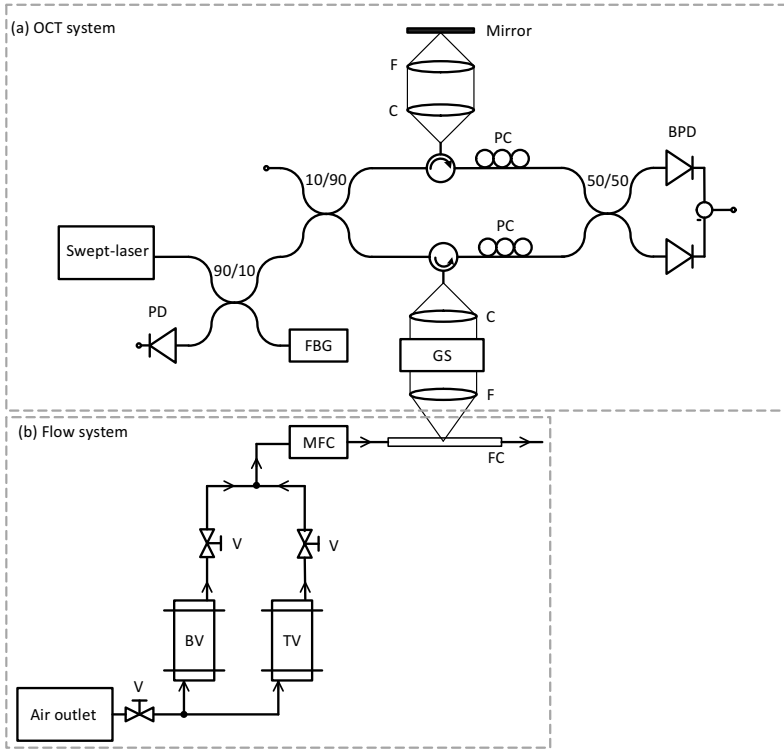 (a) OCT system
Mirror
F
C
PC
BPD
10/90
50/50
-
PC
Swept-laser
90/10
PD
FBG
C
GS
F
(b) Flow system
MFC
FC
V
V
BV
TV
V
Air outlet